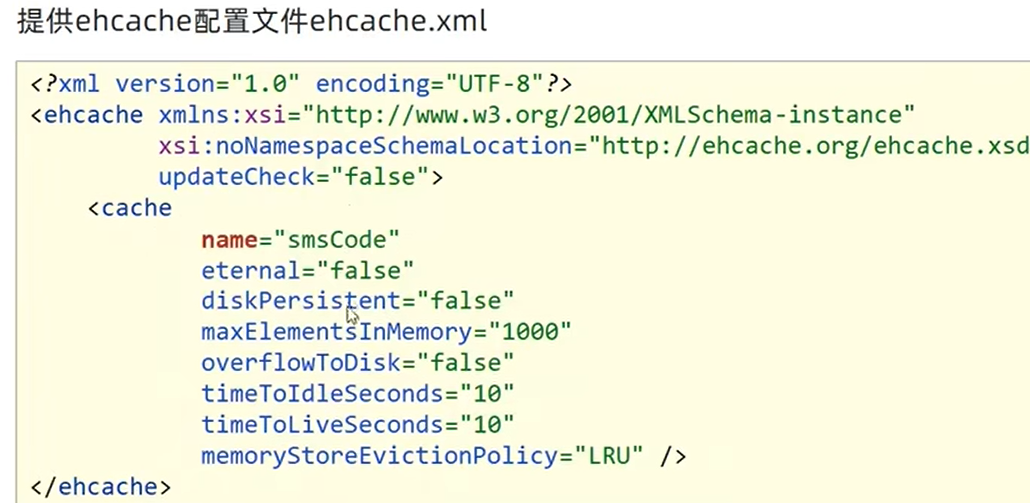 提供ehcache配置文件ehcache.xml
<?xml version="1.0" encoding="UTF-8"?>
<ehcache xmlns:xsi="http://www.w3.org/2001/XMLSchema-instance"
xsi:noNamespaceSchemaLocation="http://ehcache.org/ehcache.xsd
updateCheck="false">
<cache
name="smsCode"
eternal="false"
diskPersistent="false"
maxElementsInMemory="1000"
overflowToDisk="false"
timeToIdleSeconds="10"
timeToLiveSeconds="10"
memoryStoreEvictionPolicy="LRU" />
</ehcache>